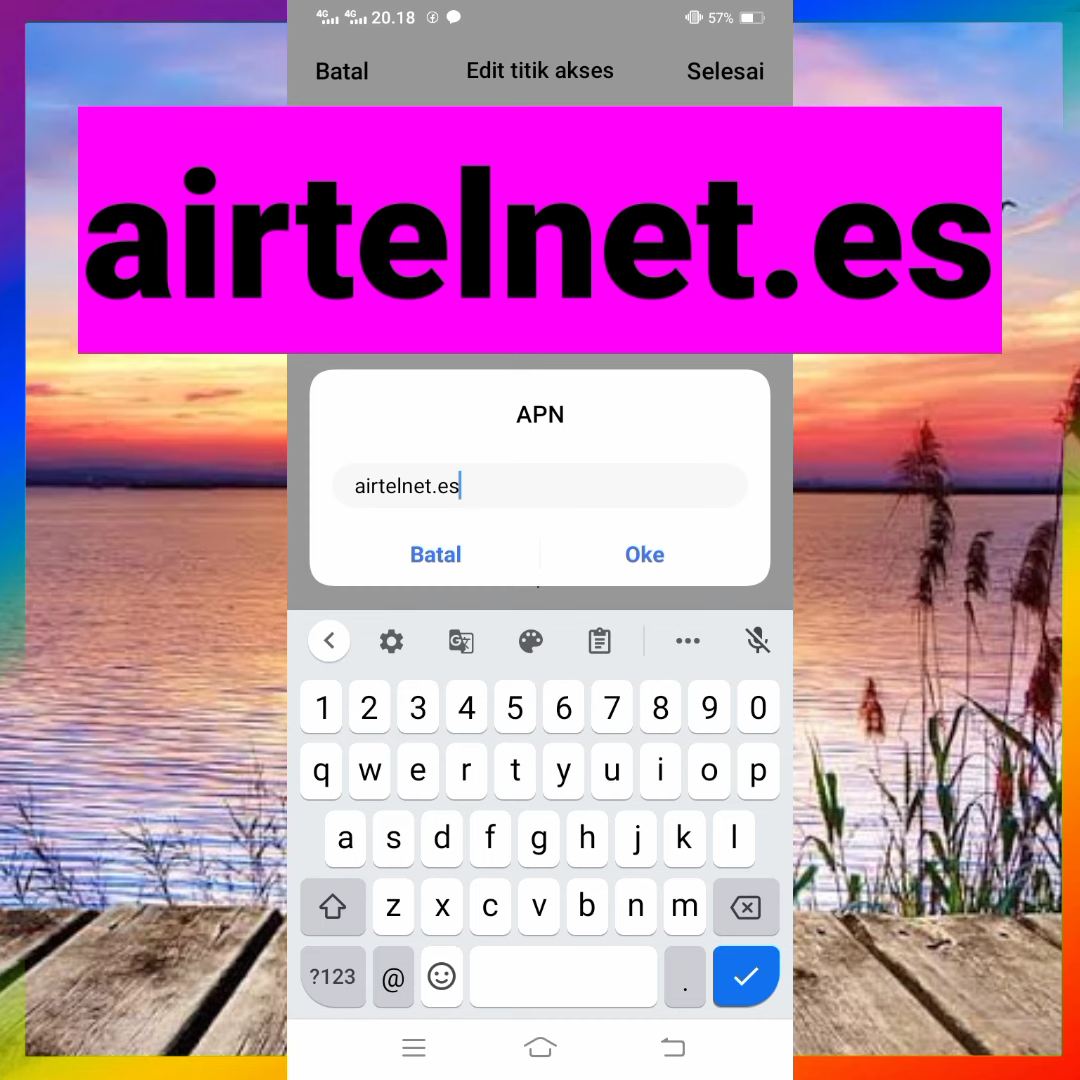 4G 4G 20.18 57%
Batal Edit titik akses Selesai
airtelnet.es
APN
airtelnet.es
Batal Oke
1 2 3 4 5 6 7 8 9 0
q w e r t y u i o p
a s d f g h j k l
z x c v b n m
?123 @ .